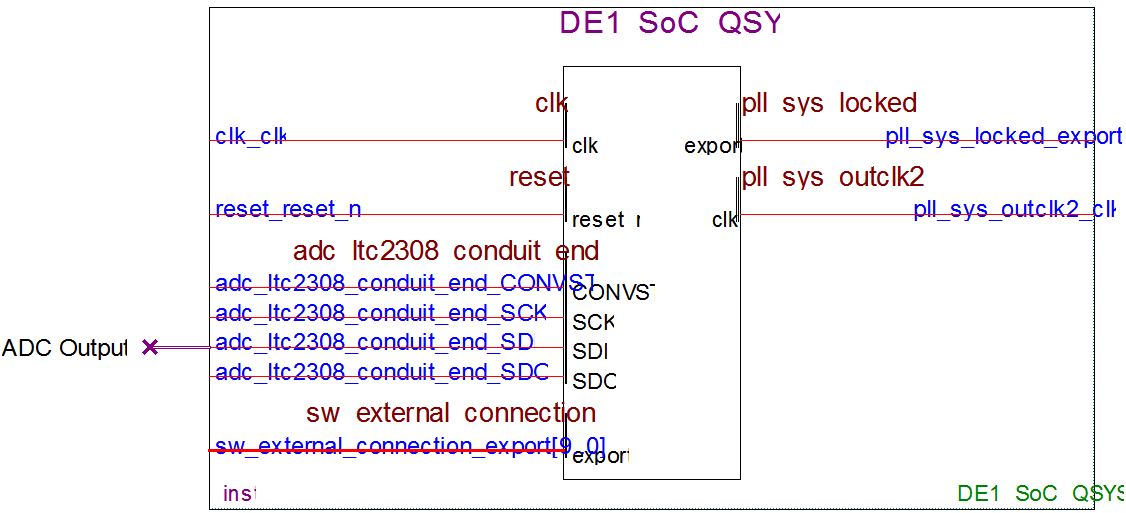 DE1 SoC QSY
clk
pll sys locked
clk_clk
pll_sys_locked_export
clk
export
reset
pll sys outclk2
reset_reset_n
pll_sys_outclk2_clk
reset n
clk
adc ltc2308 conduit end
adc_ltc2308_conduit_end_CONVST
CONVST
adc_ltc2308_conduit_end_SCK
SCK
adc_ltc2308_conduit_end_SD
ADC Output
SDI
adc_ltc2308_conduit_end_SDO
SDO
sw external connection
sw_external_connection_export[9..0]
export
inst
DE1 SoC QSYS